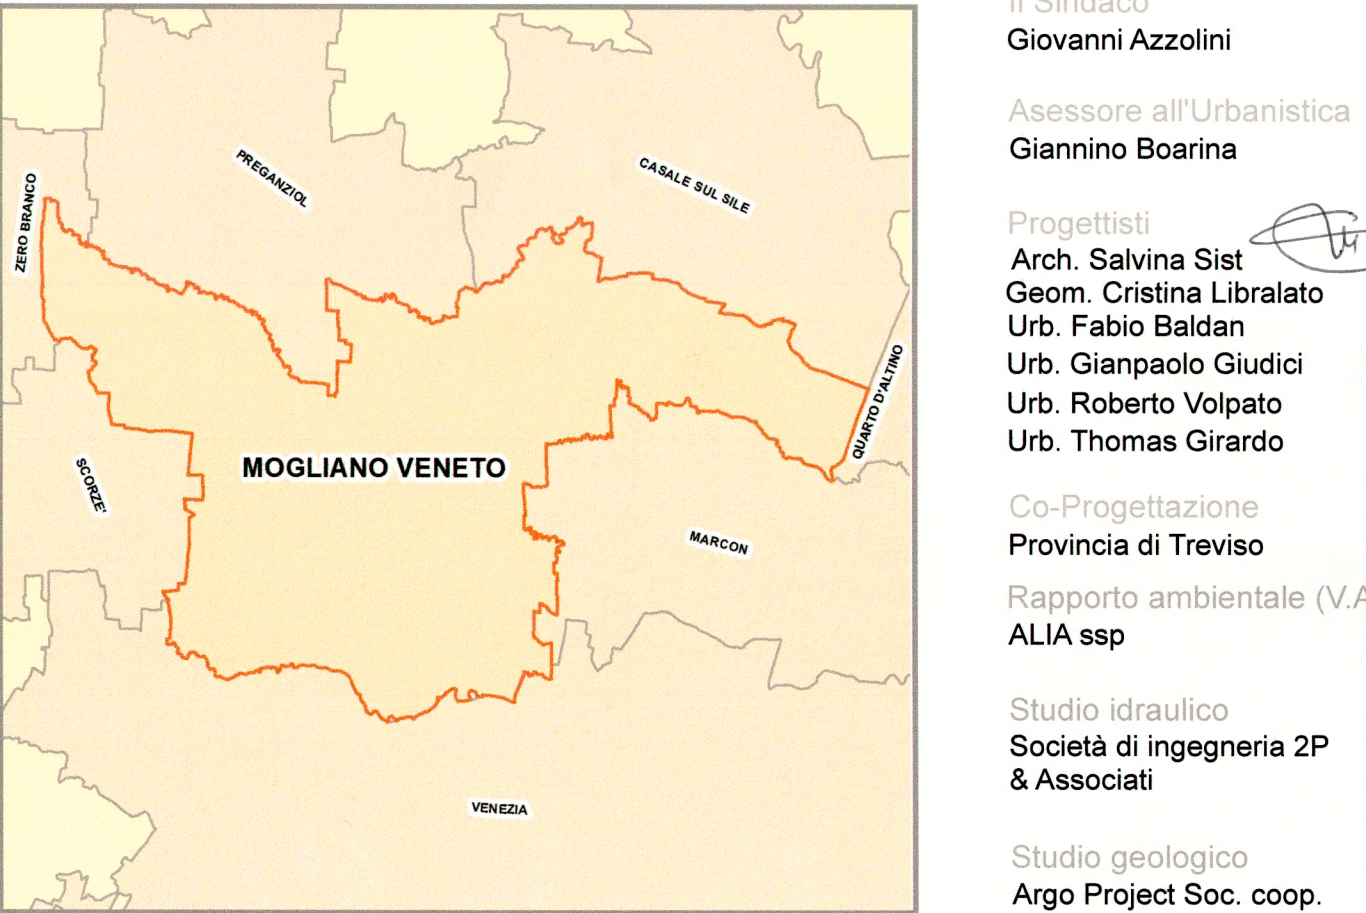 PREGANZIOL
CASALE SUL SILE
ZERO BRANCO
QUARTO D'ALTINO
MOGLIANO VENETO
SCORZE'
MARCON
VENEZIA
Il Sindaco
Giovanni Azzolini
Asessore all'Urbanistica
Giannino Boarina
Progettisti
Arch. Salvina Sist
Geom. Cristina Libralato
Urb. Fabio Baldan
Urb. Gianpaolo Giudici
Urb. Roberto Volpato
Urb. Thomas Girardo
Co-Progettazione
Provincia di Treviso
Rapporto ambientale (V.A
ALIA ssp
Studio idraulico
Società di ingegneria 2P
& Associati
Studio geologico
Argo Project Soc. coop.